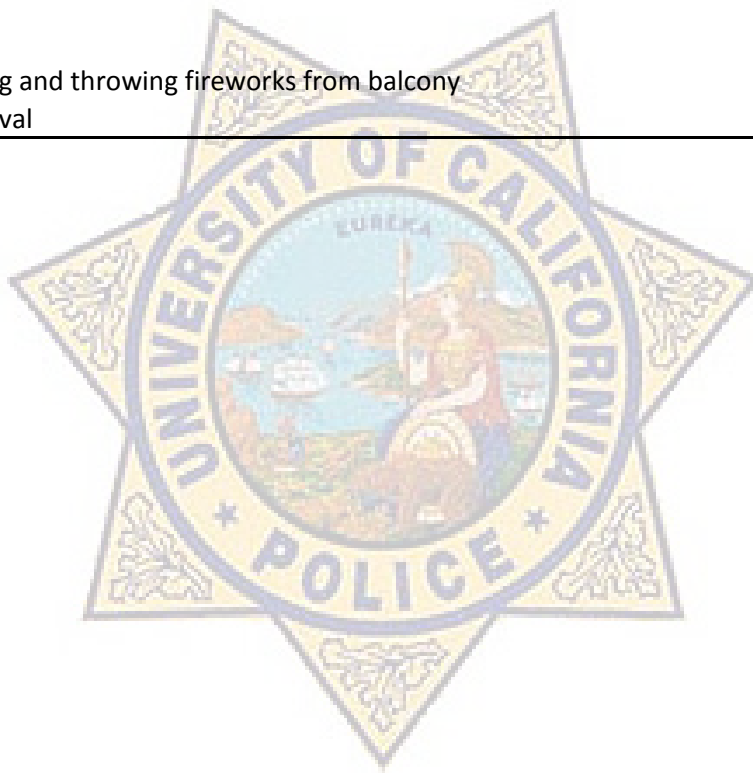 g and throwing fireworks from balcony
val
UNIVERSITY OF CALIFORNIA
EUREKA
POLICE